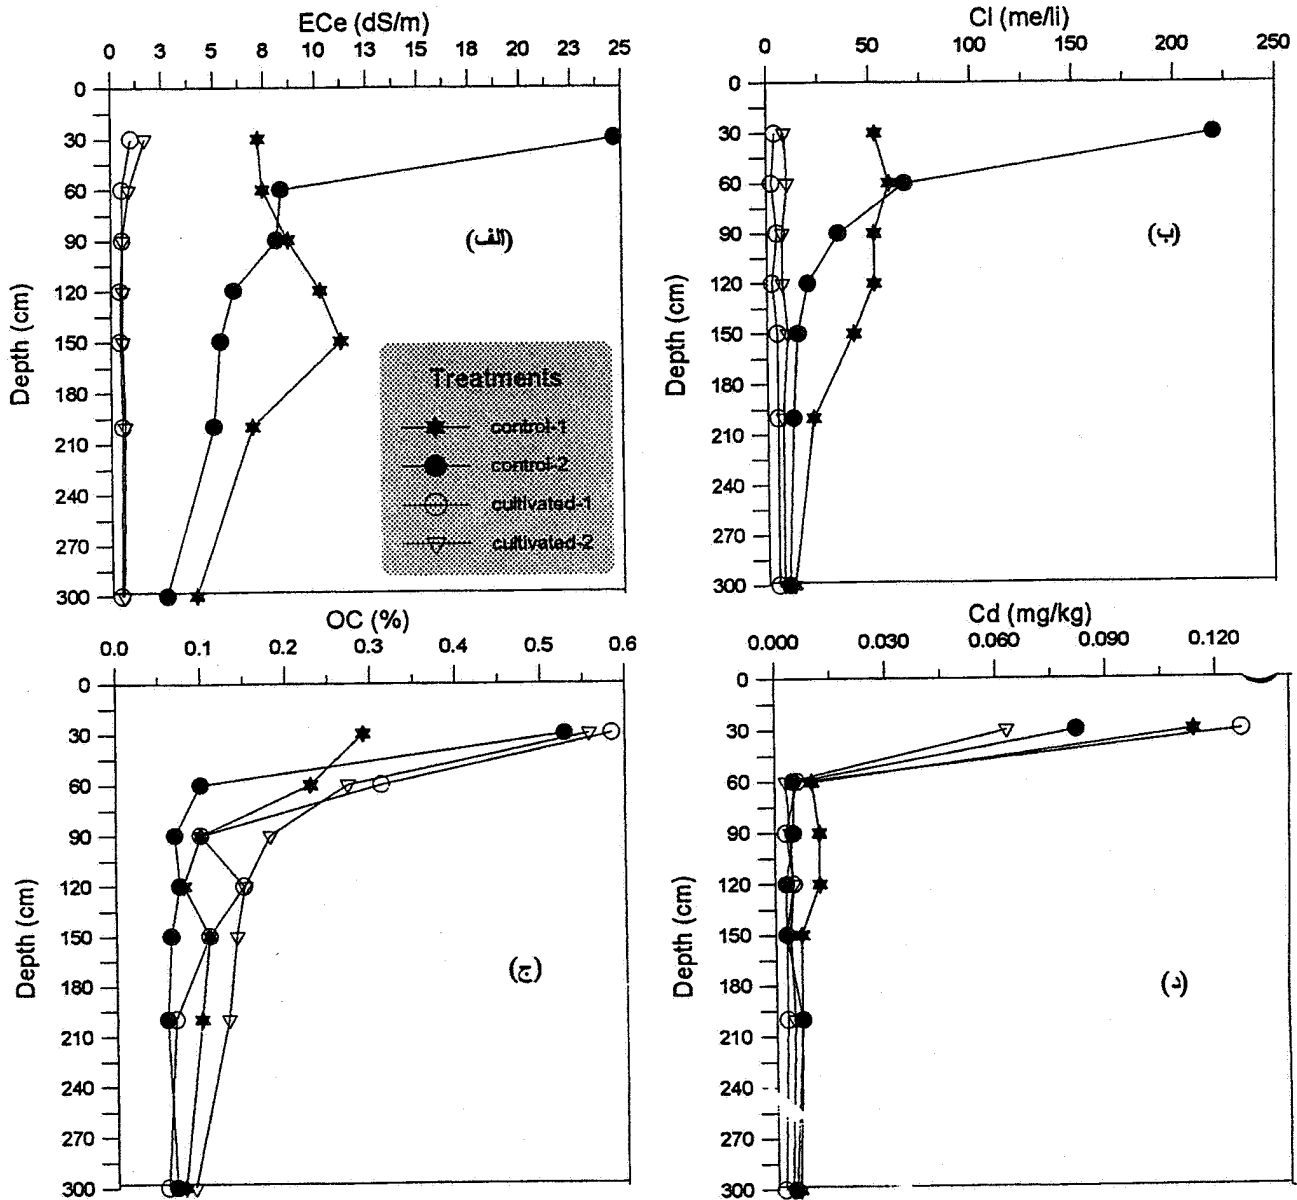 ECe (dS/m)
0 3 5 8 10 13 15 18 20 23 25
0
30
60
90
120
150
180
210
240
270
300
Depth (cm)
(الف)
Treatments
control-1
control-2
cultivated-1
cultivated-2
Cl (me/li)
0 50 100 150 200 250
0
30
60
90
120
150
180
210
240
270
300
Depth (cm)
(ب)
OC (%)
0.0 0.1 0.2 0.3 0.4 0.5 0.6
0
30
60
90
120
150
180
210
240
270
300
Depth (cm)
(ج)
Cd (mg/kg)
0.000 0.030 0.060 0.090 0.120
0
30
60
90
120
150
180
210
240
270
300
Depth (cm)
(د)